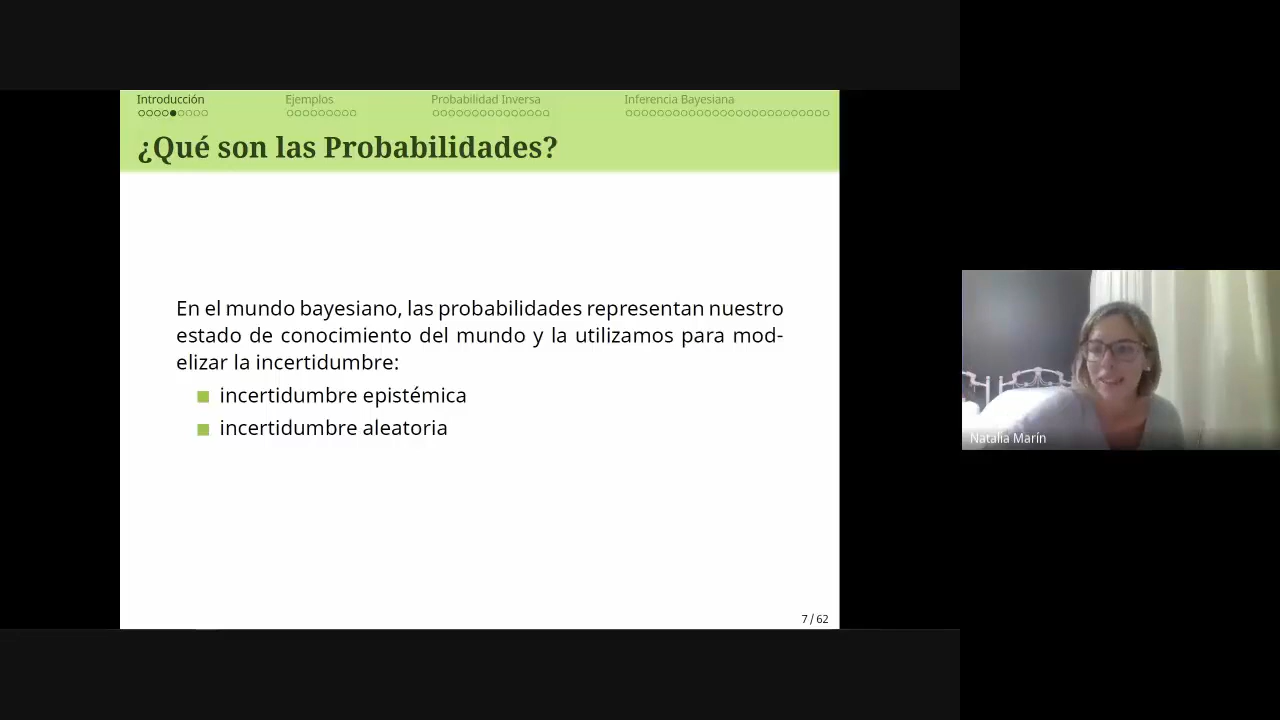 Introducción Ejemplos Probabilidad Inversa Inferencia Bayesiana
¿Qué son las Probabilidades?
En el mundo bayesiano, las probabilidades representan nuestro
estado de conocimiento del mundo y la utilizamos para mod-
elizar la incertidumbre:
incertidumbre epistémica
incertidumbre aleatoria
7 / 62
Natalia Marín